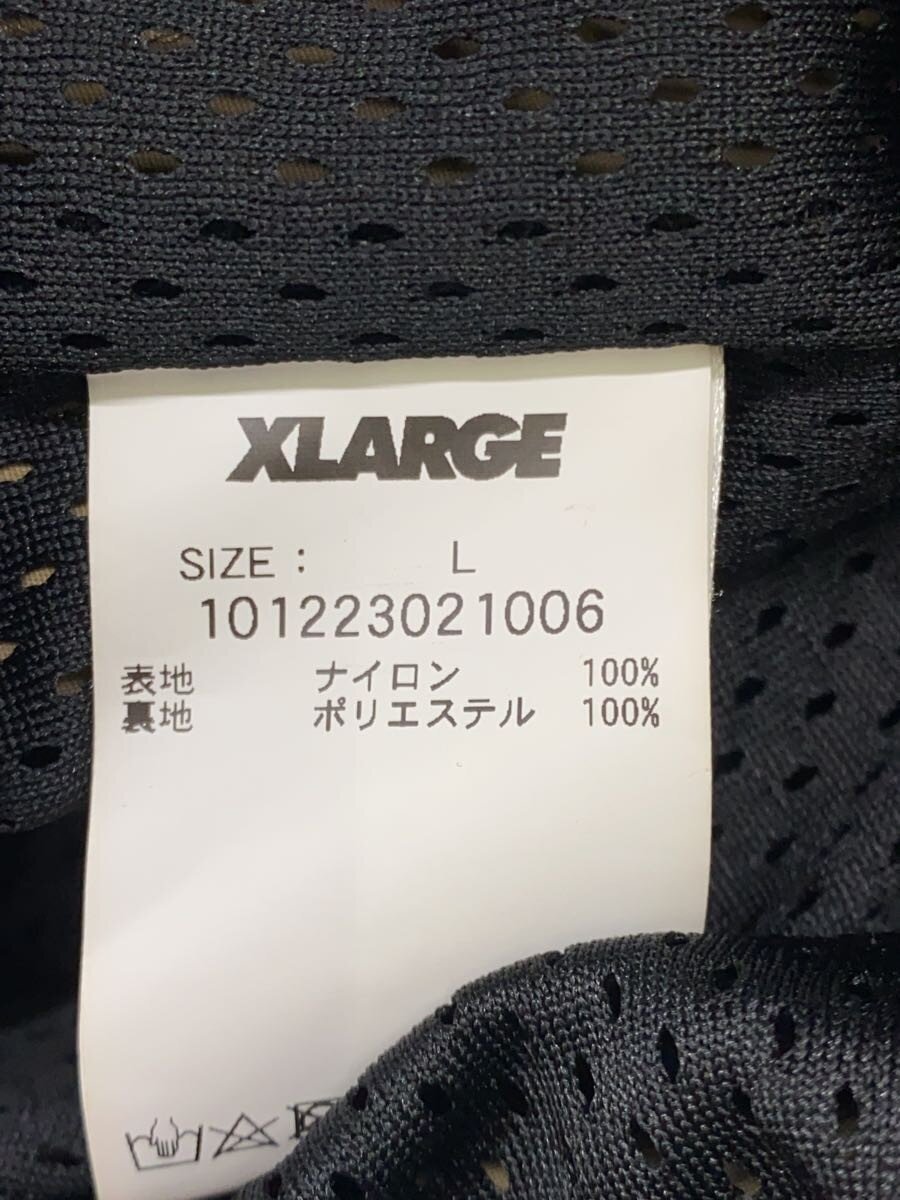 XLARGE
SIZE : L
101223021006
表地 ナイロン 100%
裏地 ポリエステル 100%